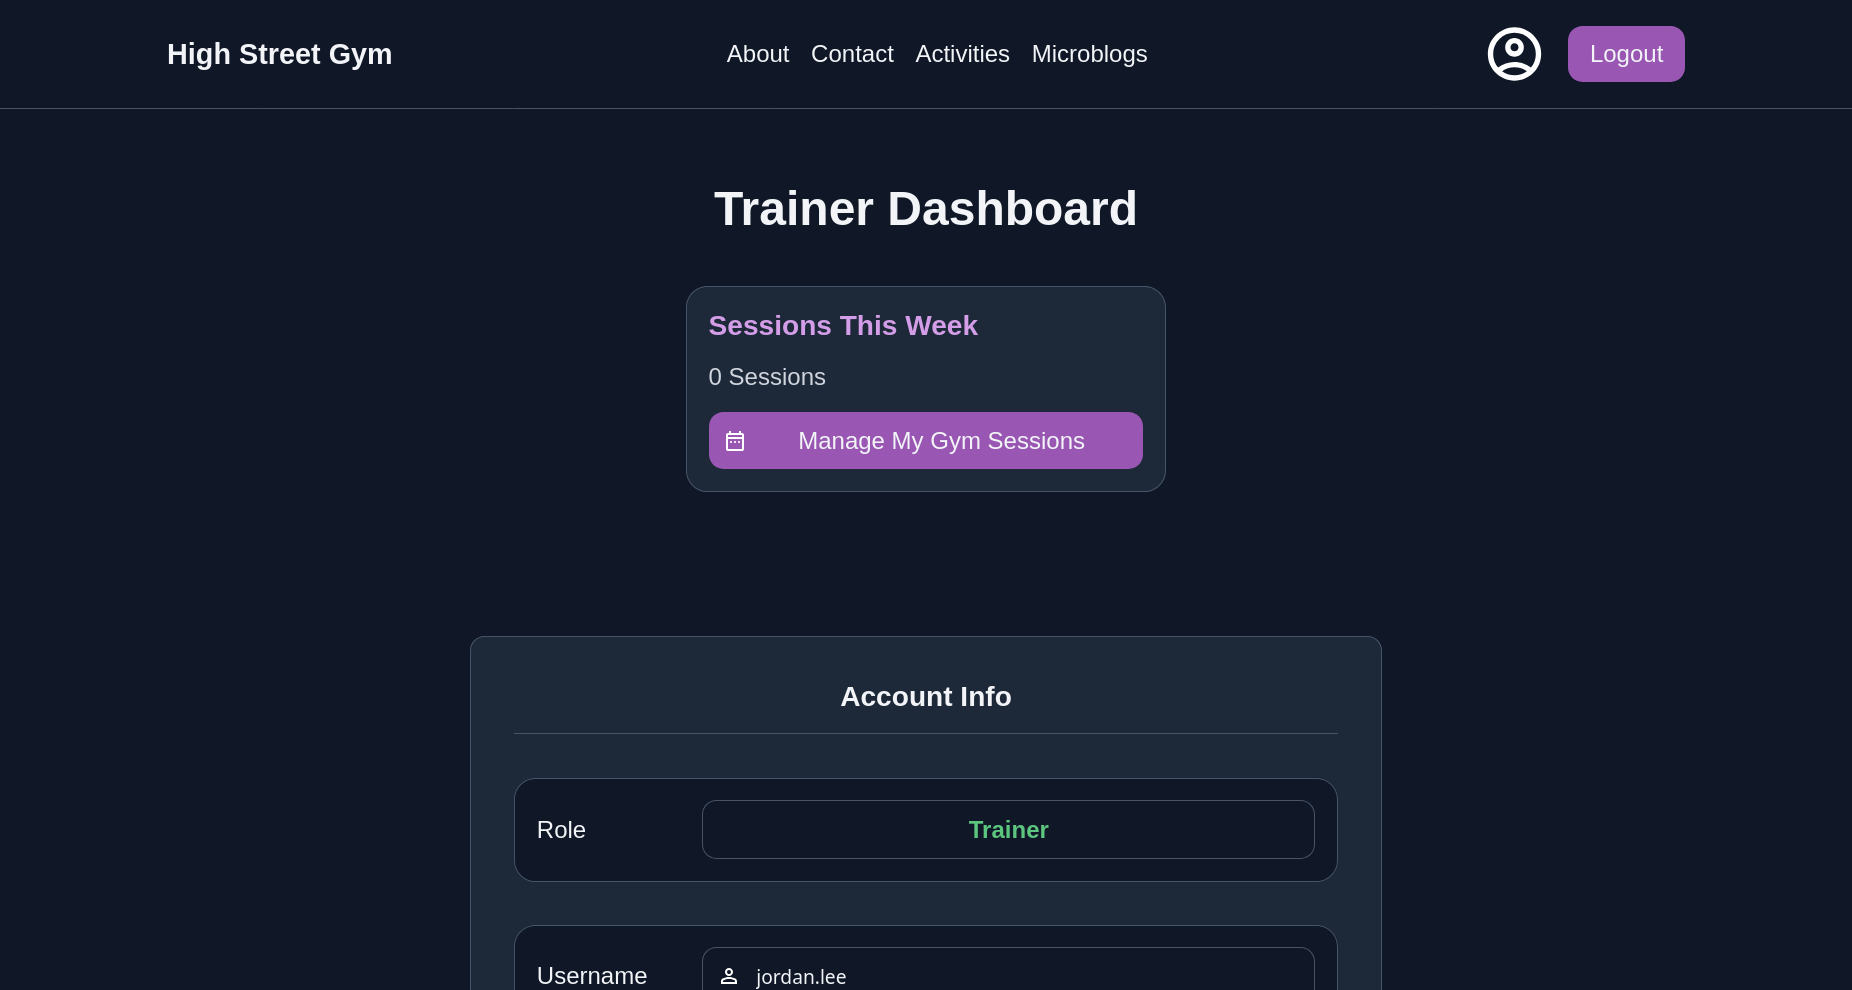 High Street Gym
About Contact Activities Microblogs
Logout
Trainer Dashboard
Sessions This Week
0 Sessions
Manage My Gym Sessions
Account Info
Role
Trainer
Username
jordan.lee